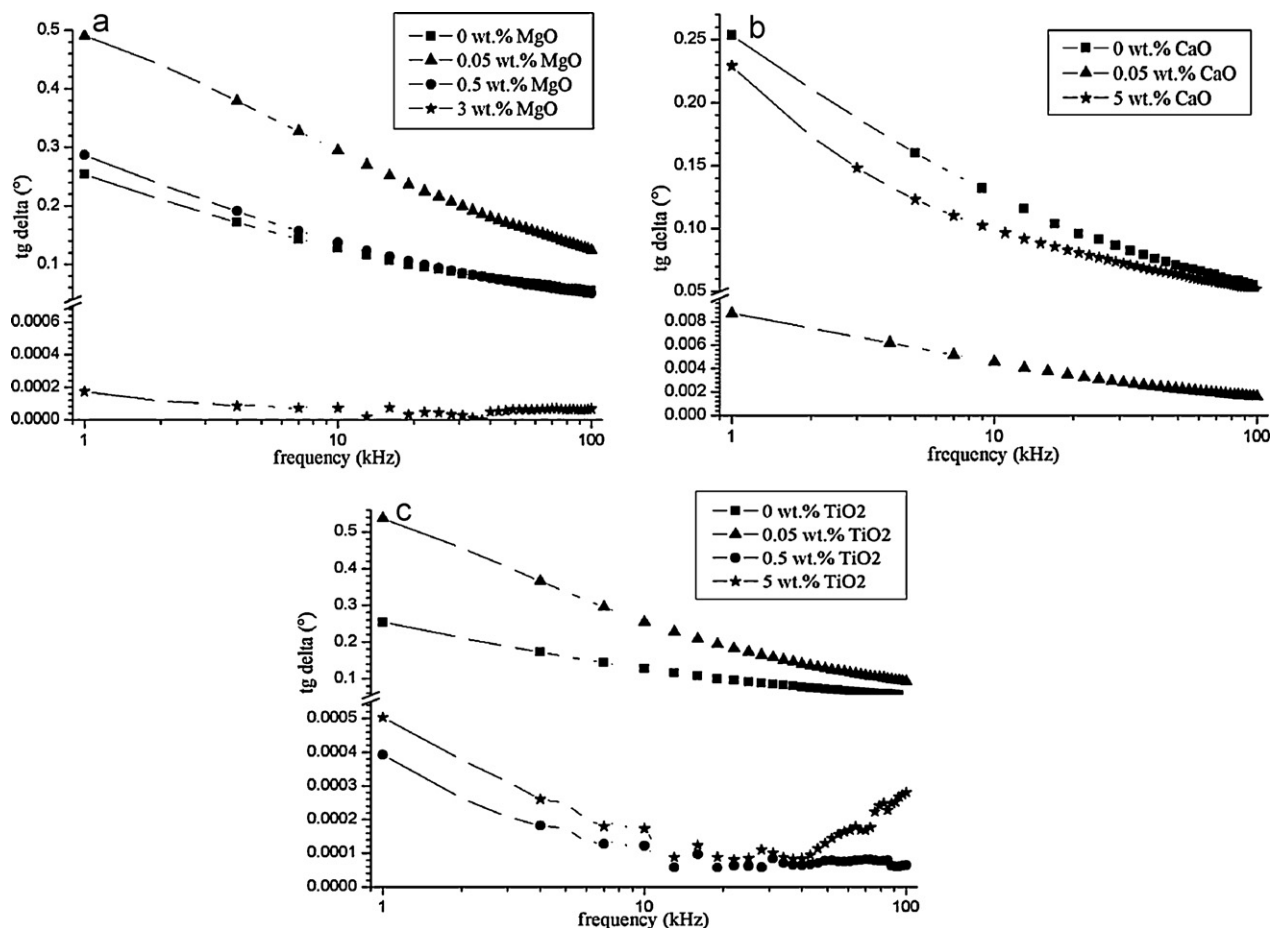 a
0 wt.% MgO
0.05 wt.% MgO
0.5 wt.% MgO
3 wt.% MgO
tg delta (°)
0.5
0.4
0.3
0.2
0.1
0.0006
0.0004
0.0002
0.0000
1
10
100
frequency (kHz)
b
0 wt.% CaO
0.05 wt.% CaO
5 wt.% CaO
tg delta (°)
0.25
0.20
0.15
0.10
0.05
0.008
0.006
0.004
0.002
0.000
1
10
100
frequency (kHz)
c
0 wt.% TiO2
0.05 wt.% TiO2
0.5 wt.% TiO2
5 wt.% TiO2
tg delta (°)
0.5
0.4
0.3
0.2
0.1
0.0005
0.0004
0.0003
0.0002
0.0001
0.0000
1
10
100
frequency (kHz)